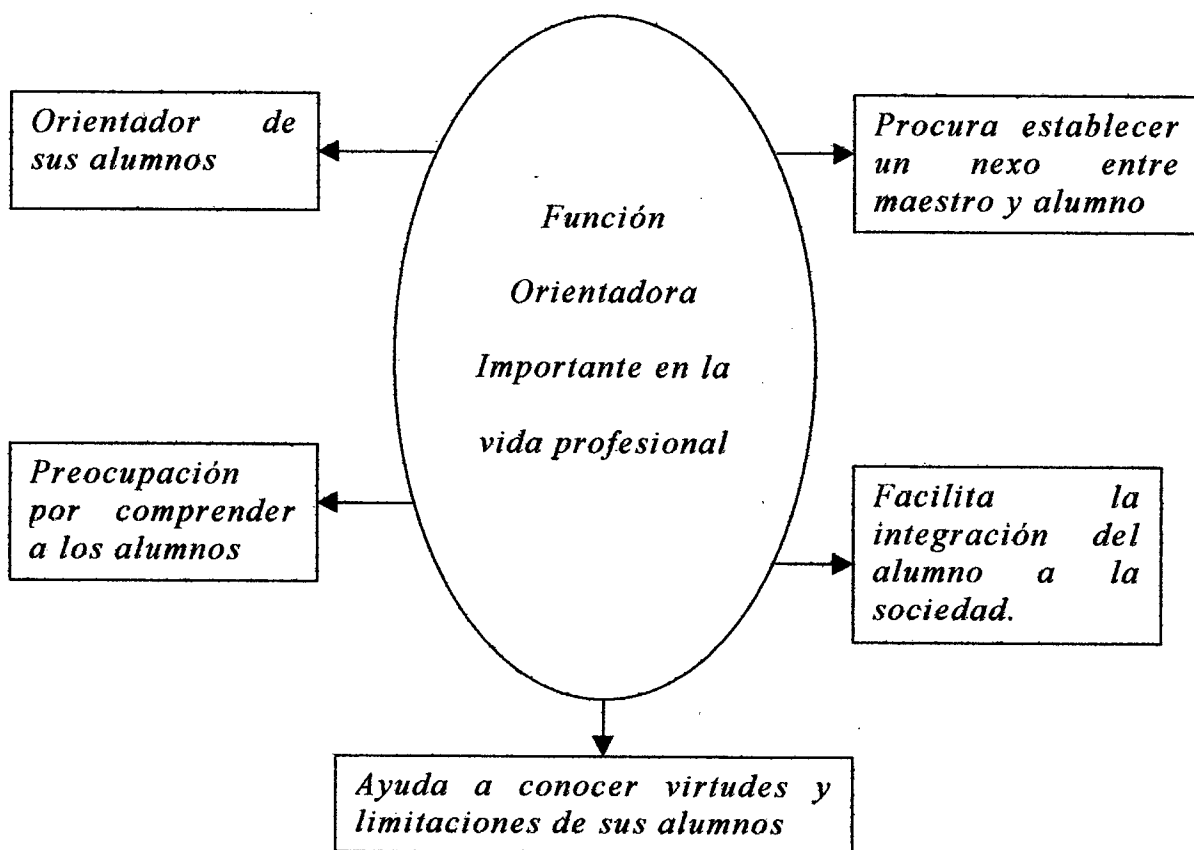 Orientador de
sus alumnos
Procura establecer
un nexo entre
maestro y alumno
Función
Orientadora
Importante en la
vida profesional
Preocupación
por comprender
a los alumnos
Facilita la
integración del
alumno a la
sociedad.
Ayuda a conocer virtudes y
limitaciones de sus alumnos